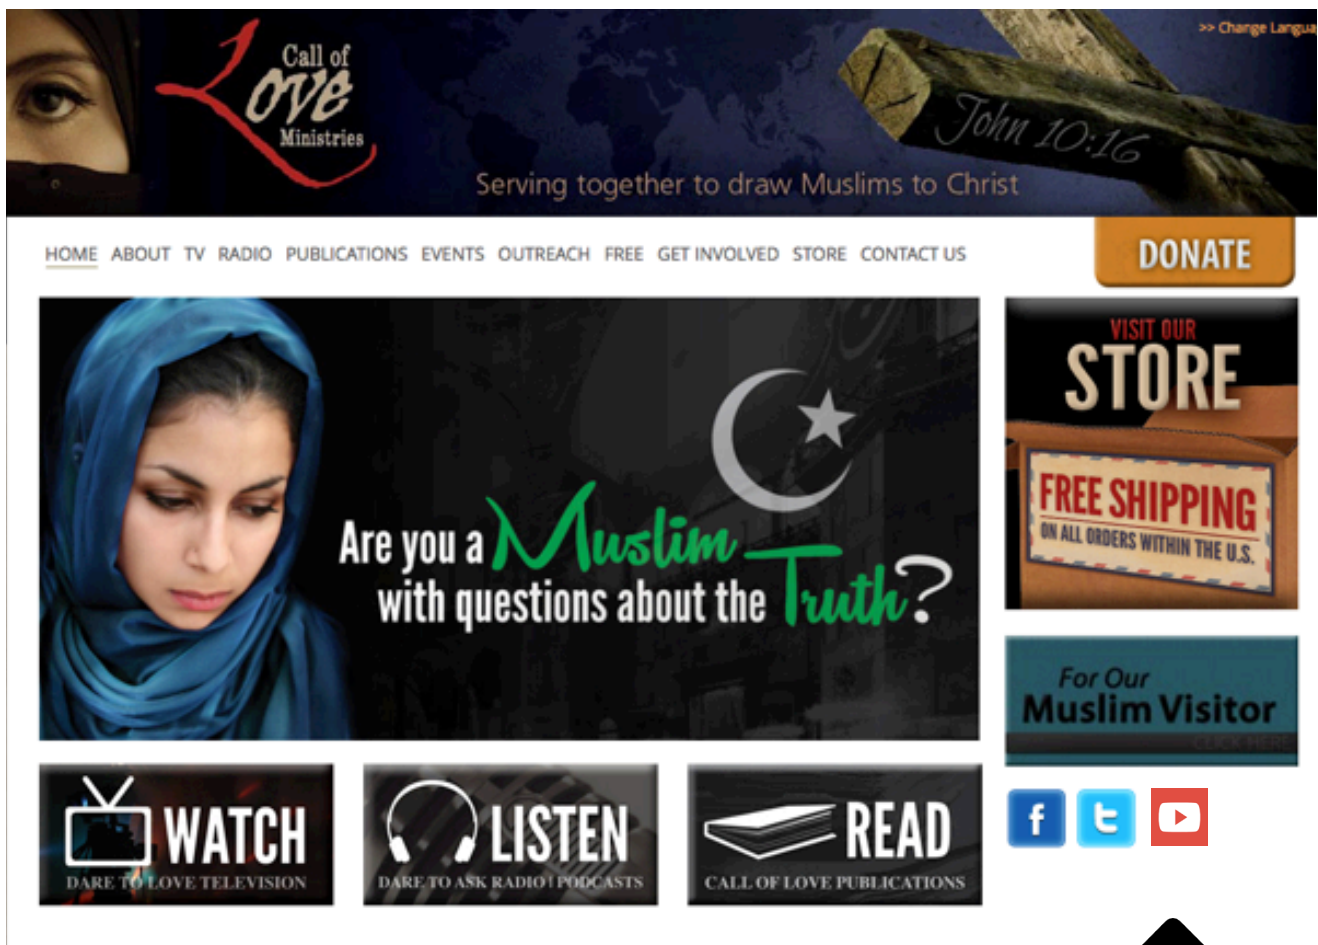 >> Change Langua
Call of
Love
Ministries
John 10:16
Serving together to draw Muslims to Christ
HOME ABOUT TV RADIO PUBLICATIONS EVENTS OUTREACH FREE GET INVOLVED STORE CONTACT US
DONATE
Are you a Muslim
with questions about the Truth?
VISIT OUR
STORE
FREE SHIPPING
ON ALL ORDERS WITHIN THE U.S.
For Our
Muslim Visitor
CLICK HERE
WATCH
DARE TO LOVE TELEVISION
LISTEN
DARE TO ASK RADIO | PODCASTS
READ
CALL OF LOVE PUBLICATIONS
f t